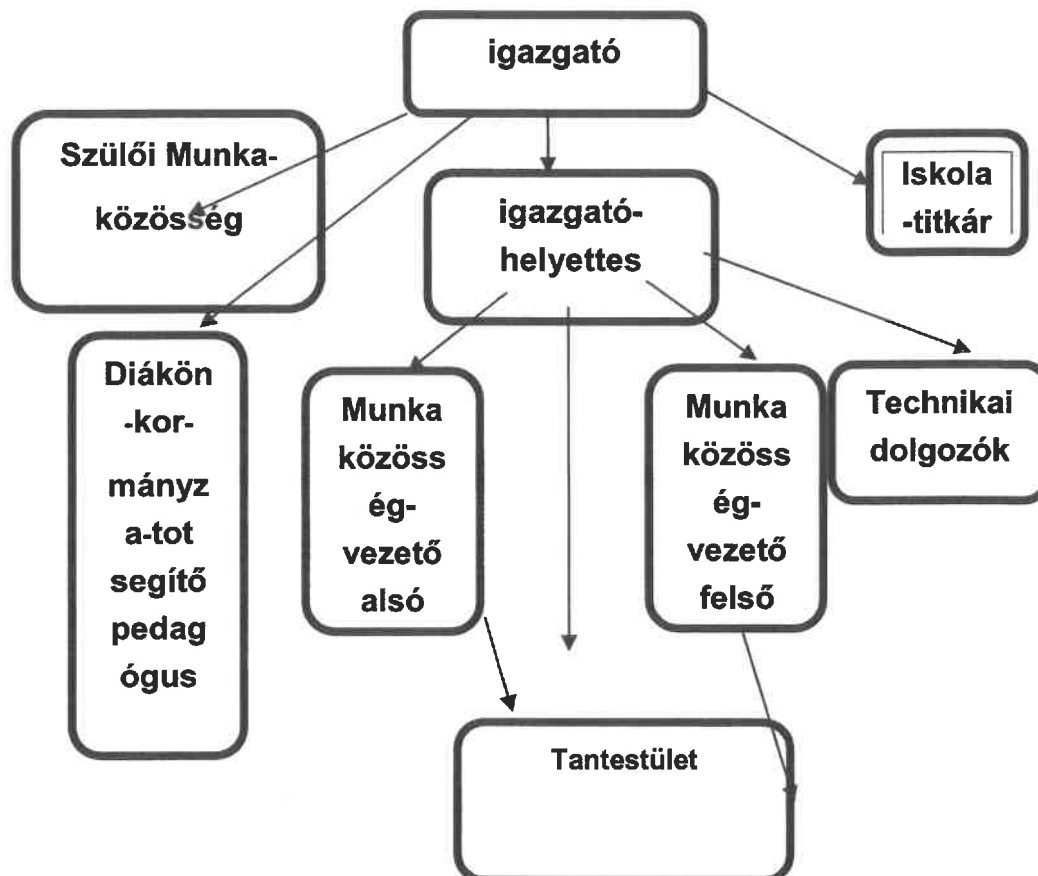 igazgató
Szülői Munka-
közösség
igazgató-
helyettes
Iskola
-titkár
Diákön
-kor-
mányz
a-tot
segítő
pedag
ógus
Munka
közöss
ég-
vezető
alsó
Munka
közöss
ég-
vezető
felső
Technikai
dolgozók
Tantestület